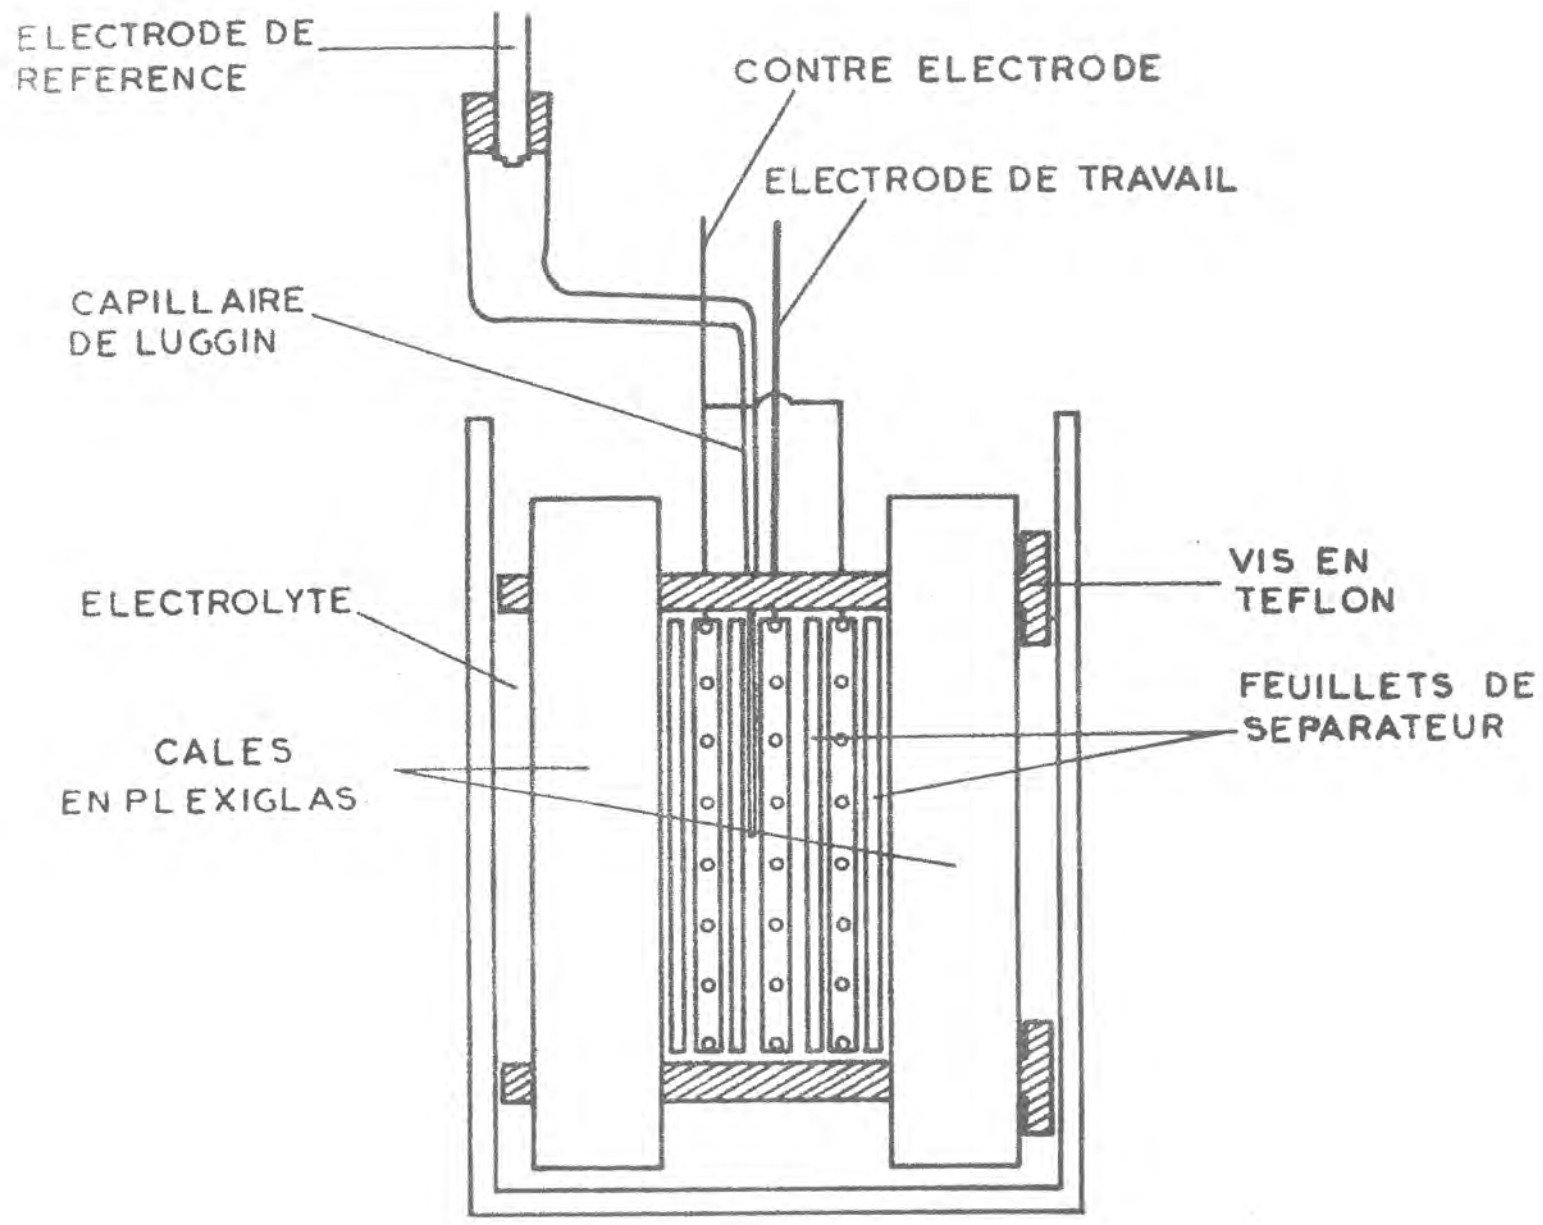 ELECTRODE DE
REFERENCE
CONTRE ELECTRODE
ELECTRODE DE TRAVAIL
CAPILLAIRE
DE LUGGIN
ELECTROLYTE
VIS EN
TEFLON
FEUILLETS DE
SEPARATEUR
CALES
EN PLEXIGLAS